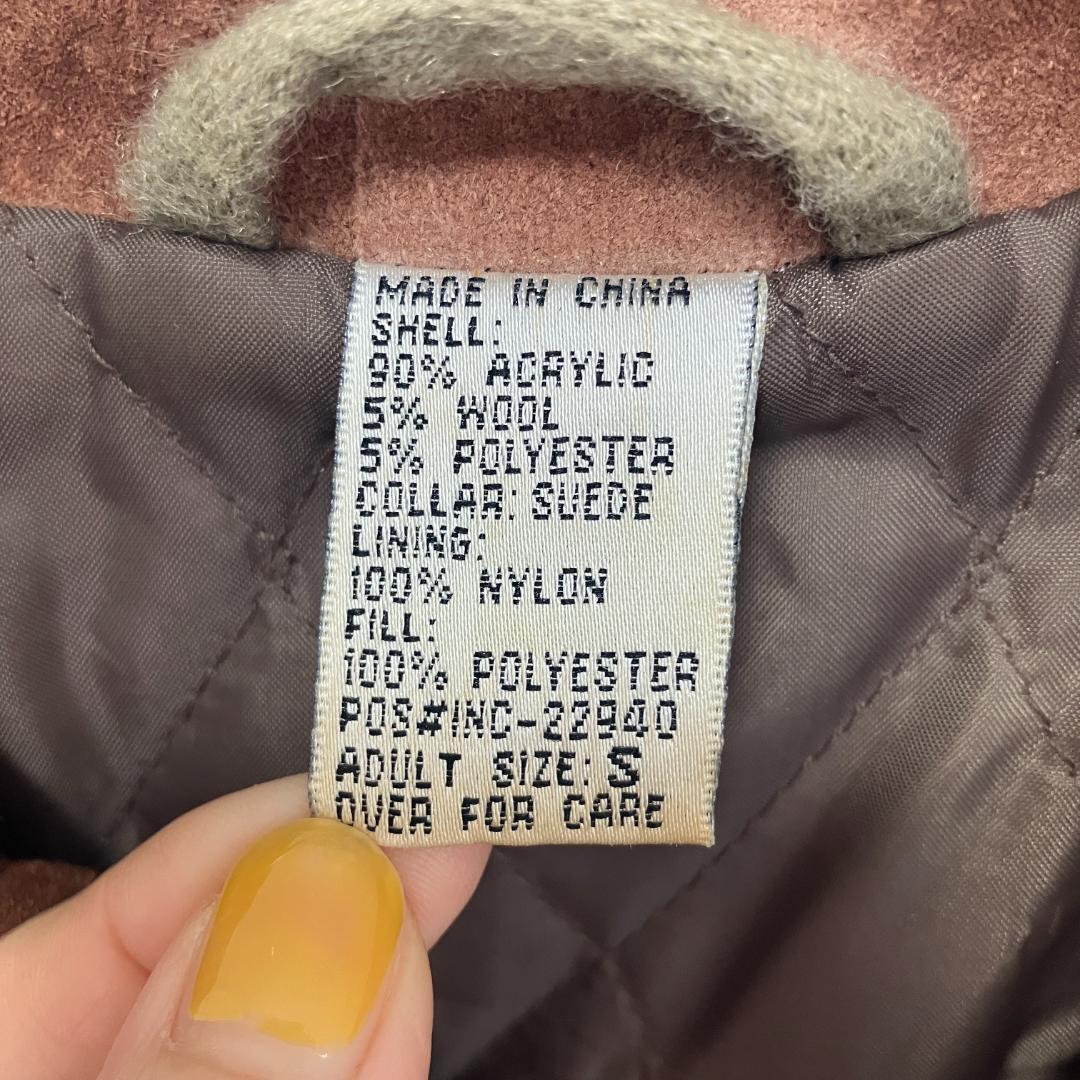 MADE IN CHINA
SHELL:
90% ACRYLIC
5% WOOL
5% POLYESTER
COLLAR: SUEDE
LINING:
100% NYLON
FILL:
100% POLYESTER
POS#INC-22940
ADULT SIZE: S
OVER FOR CARE